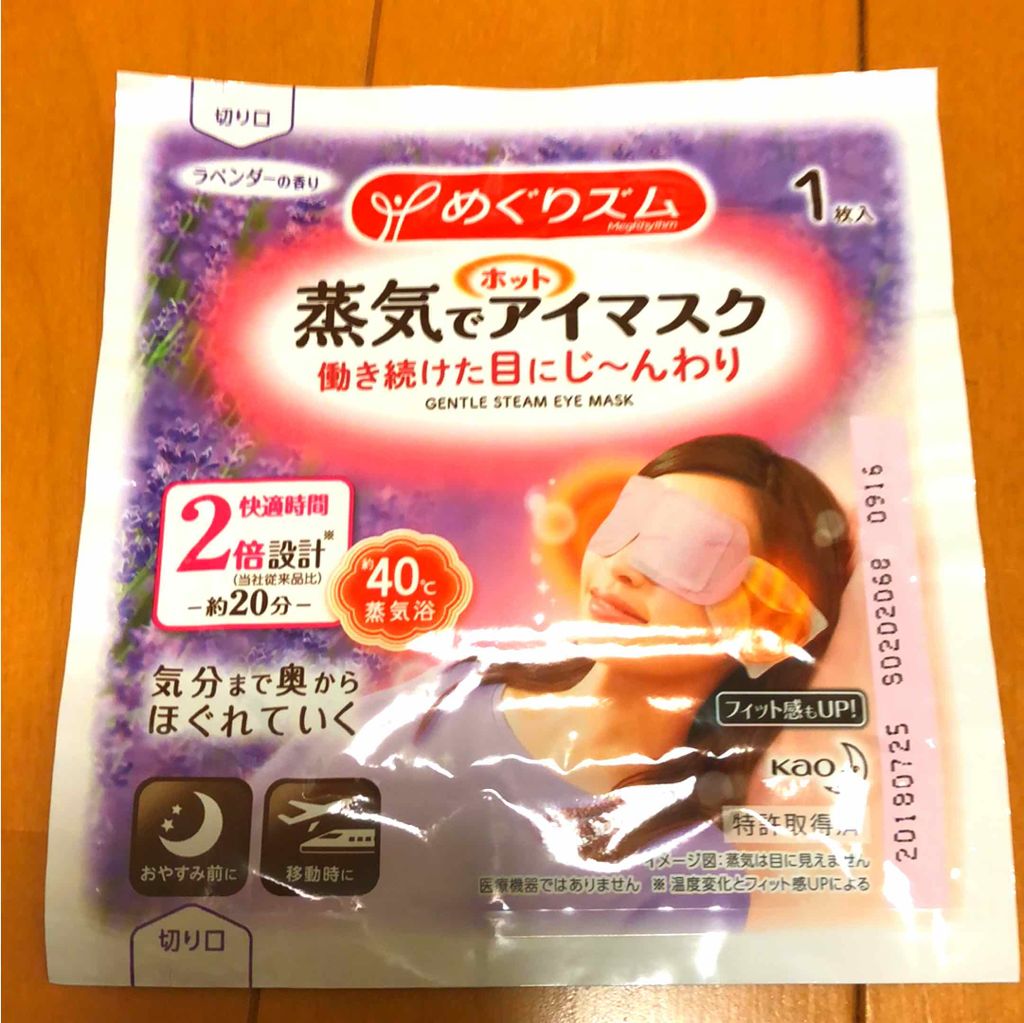 切り口
ラベンダーの香り
めぐりズム
MegRhythm
1枚入
蒸気でホットアイマスク
働き続けた目にじ〜んわり
GENTLE STEAM EYE MASK
快適時間
2倍設計※
(当社従来品比)
-約20分-
約40℃
蒸気浴
気分まで奥から
ほぐれていく
おやすみ前に
移動時に
フィット感もUP!
Kao
特許取得済
イメージ図:蒸気は目に見えません
医療機器ではありません ※ 温度変化とフィット感UPによる
20180725 S0202068 0916
切り口